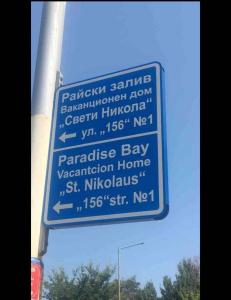 Райски залив
Ваканционен дом
„Свети Никола“
← ул. „156“ №1
Paradise Bay
Vacantcion Home
„St. Nikolaus“
← „156“str. №1